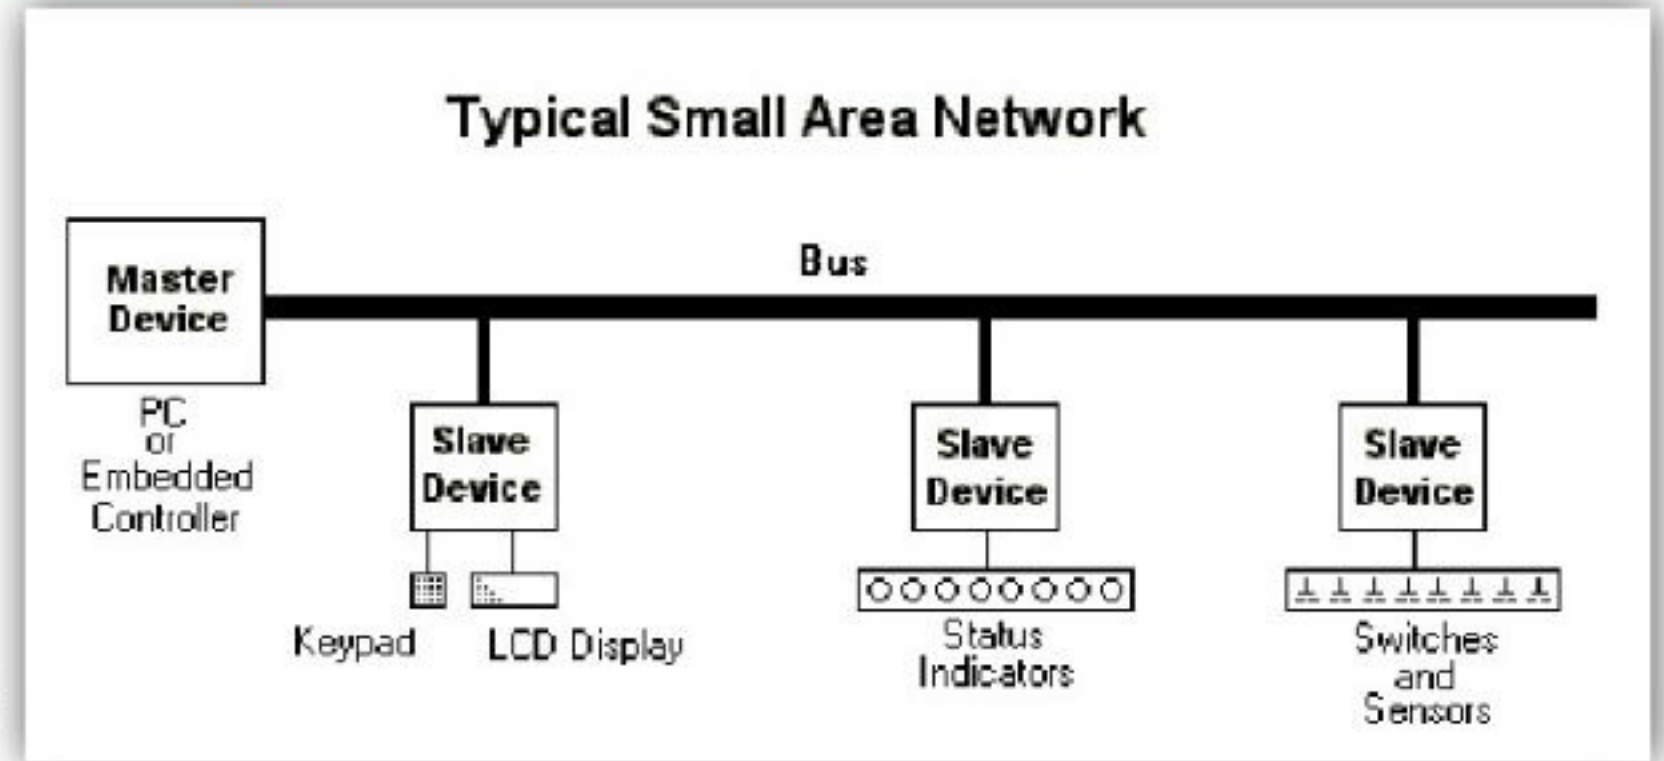 Typical Small Area Network
Bus
Master
Device
PC
or
Embedded
Controller
Slave
Device
Keypad
LCD Display
Slave
Device
Status
Indicators
Slave
Device
Switches
and
Sensors